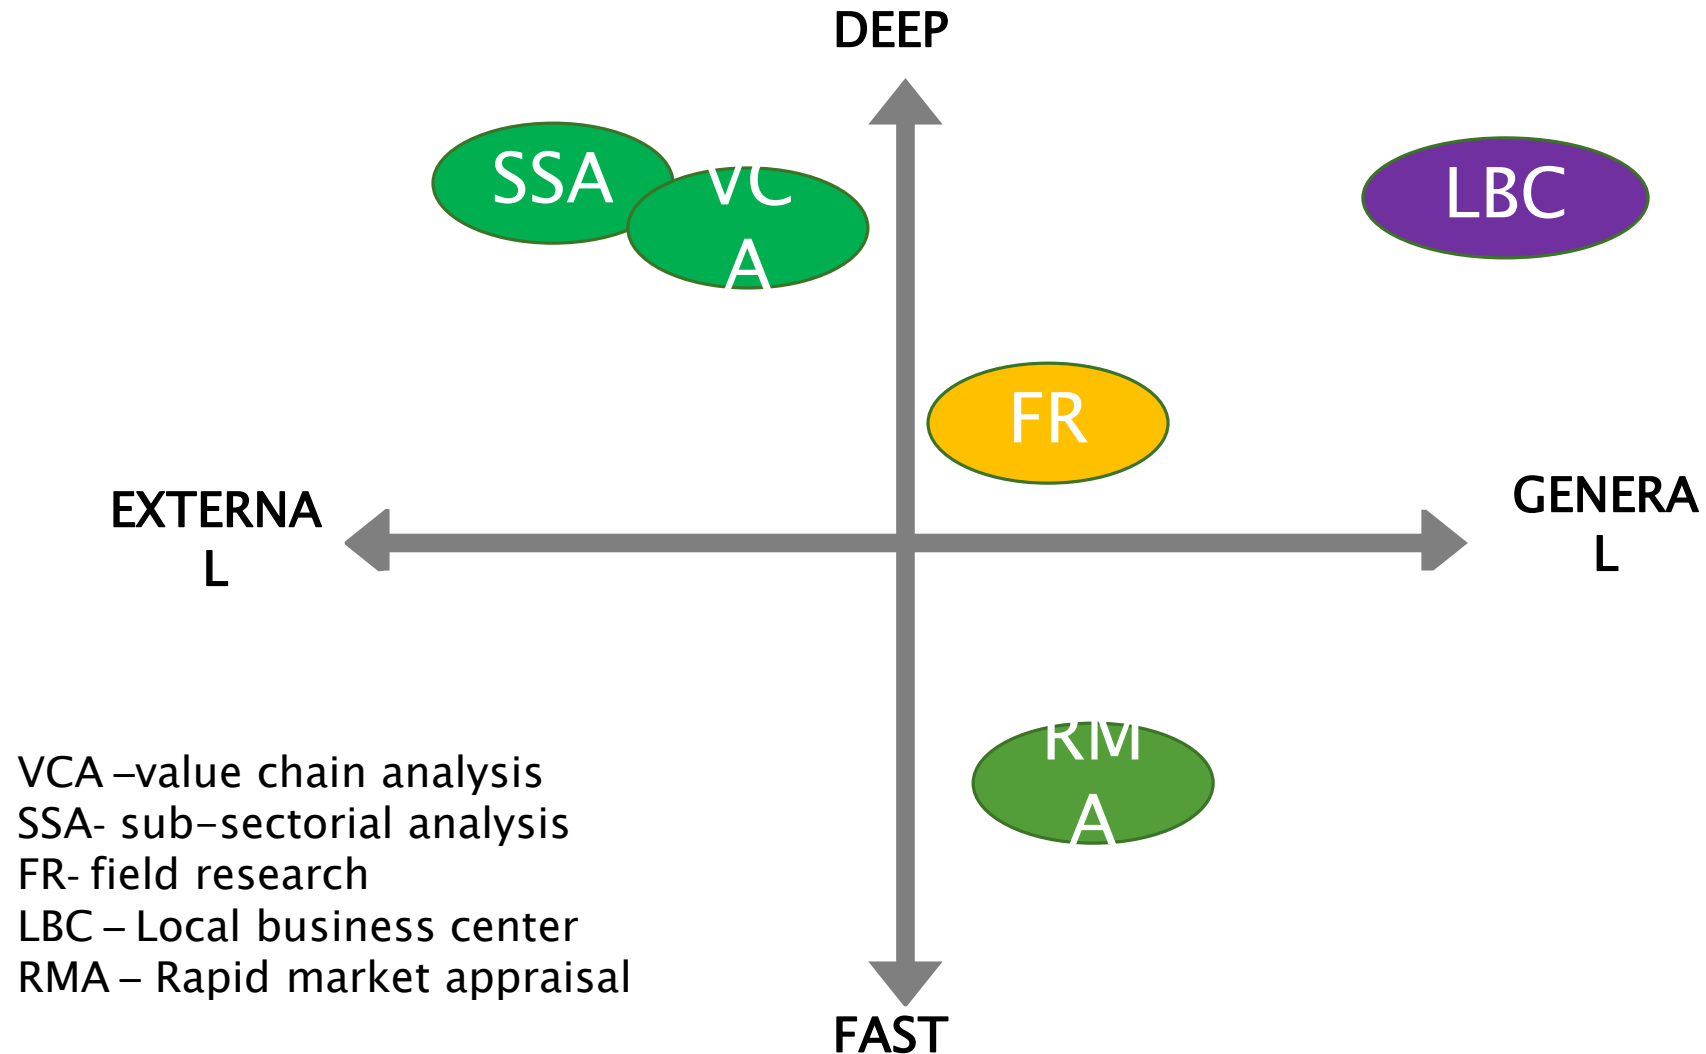 DEEP
SSA
VC
A
LBC
FR
EXTERNA
L
GENERA
L
RM
A
VCA –value chain analysis
SSA- sub-sectorial analysis
FR- field research
LBC – Local business center
RMA – Rapid market appraisal
FAST